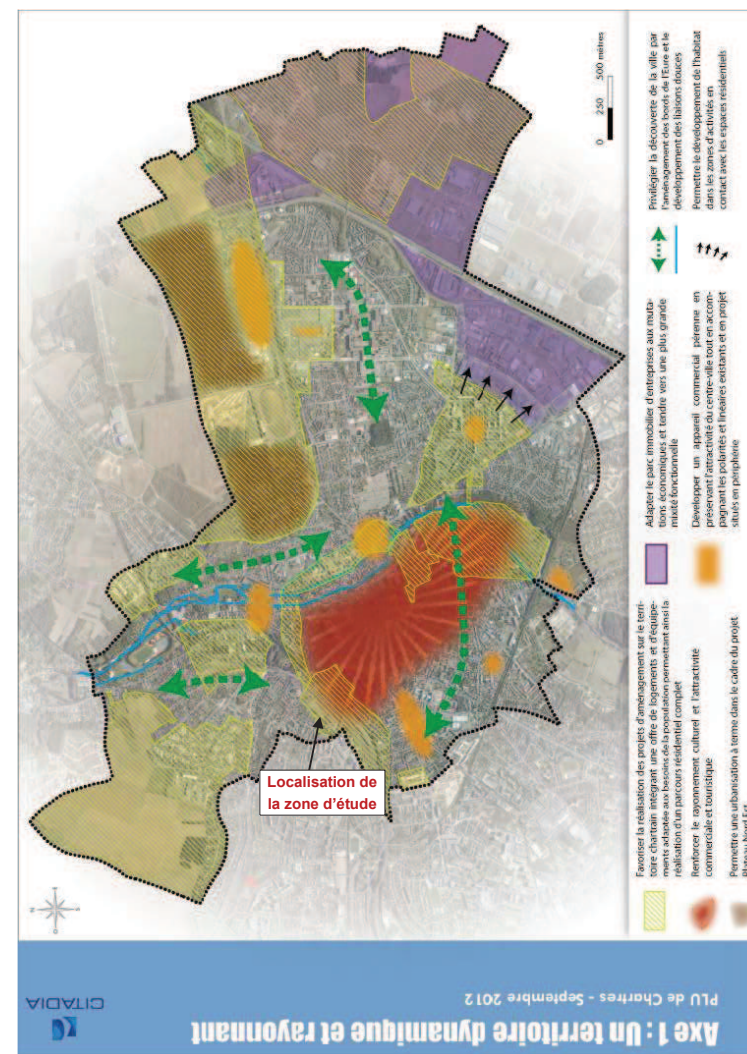 Axe 1 : Un territoire dynamique et rayonnant
PLU de Chartres - Septembre 2012
CITADIA
Localisation de
la zone d'étude
0 250 500 mètres
Favoriser la réalisation des projets d'aménagement sur le terri-
toire chartrain intégrant une offre de logements et d'équipe-
ments adaptée aux besoins de la population permettant ainsi la
réalisation d'un parcours résidentiel complet
Renforcer le rayonnement culturel et l'attractivité
commerciale et touristique
Permettre une urbanisation à terme dans le cadre du projet
Plateau Nord Est
Adapter le parc immobilier d'entreprises aux muta-
tions économiques et tendre vers une plus grande
mixité fonctionnelle
Développer un appareil commercial pérenne en
préservant l'attractivité du centre-ville tout en accom-
pagnant les polarités et linéaires existants et en projet
situés en périphérie
Privilégier la découverte de la ville par
l'aménagement des bords de l'Eure et le
développement des liaisons douces
Permettre le développement de l'habitat
dans les zones d'activités en
contact avec les espaces résidentiels